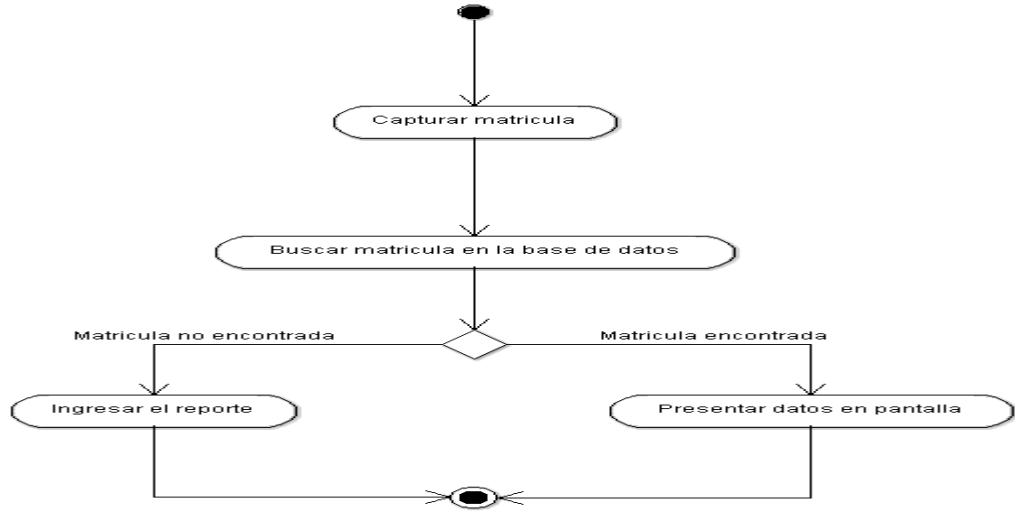 Capturar matricula
Buscar matricula en la base de datos
Matricula no encontrada
Matricula encontrada
Ingresar el reporte
Presentar datos en pantalla